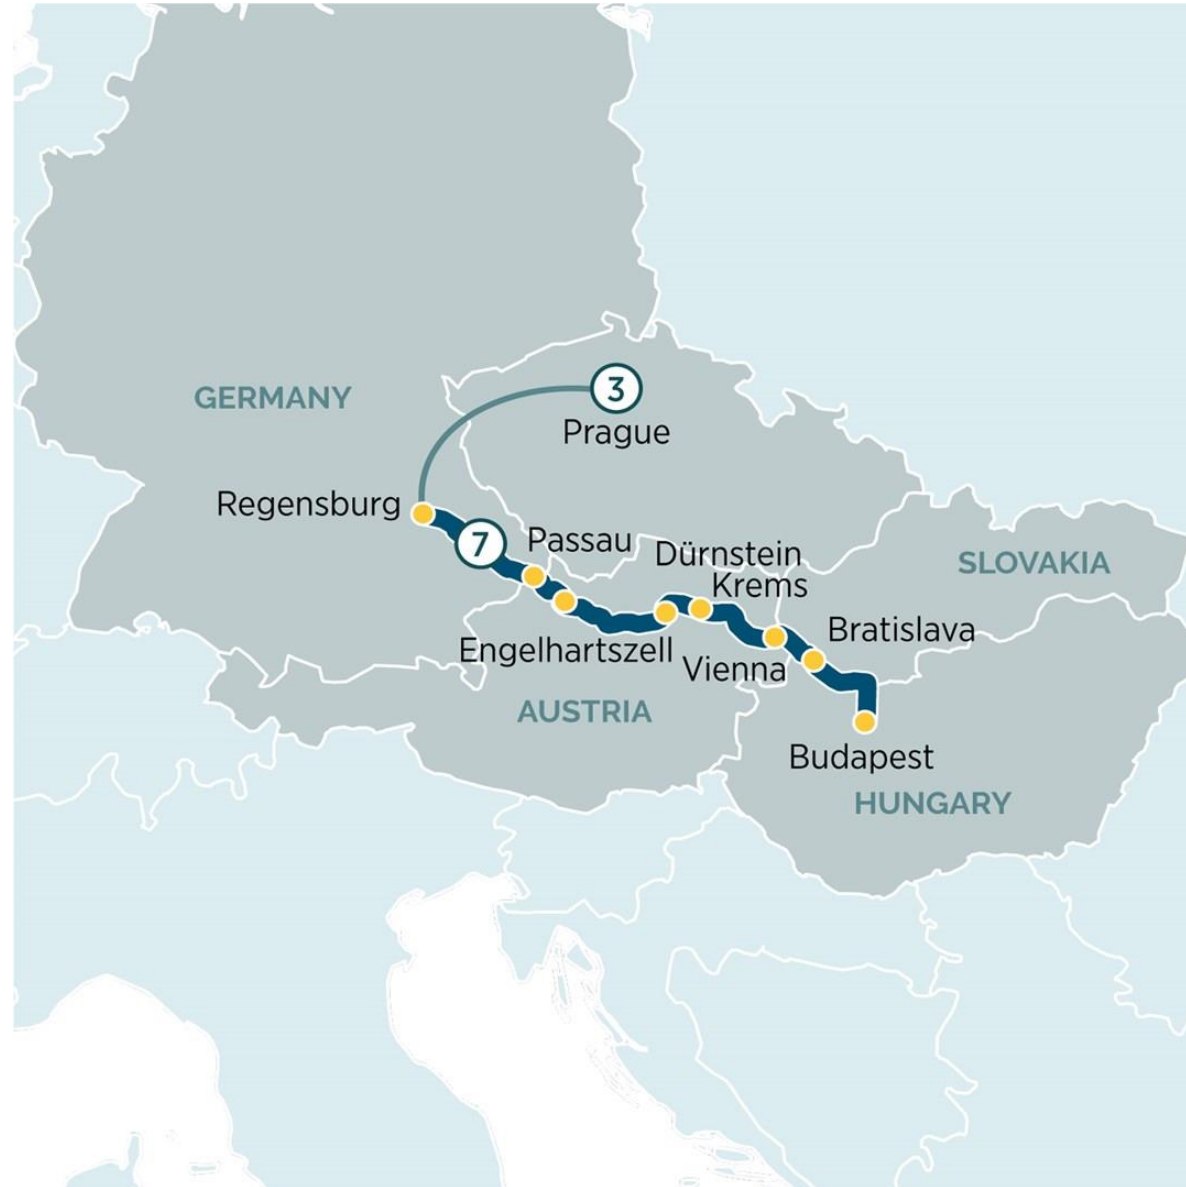 GERMANY
3
Prague
Regensburg
7
Passau
Dürnstein
Krems
SLOVAKIA
Engelhartszell
Vienna
Bratislava
AUSTRIA
Budapest
HUNGARY